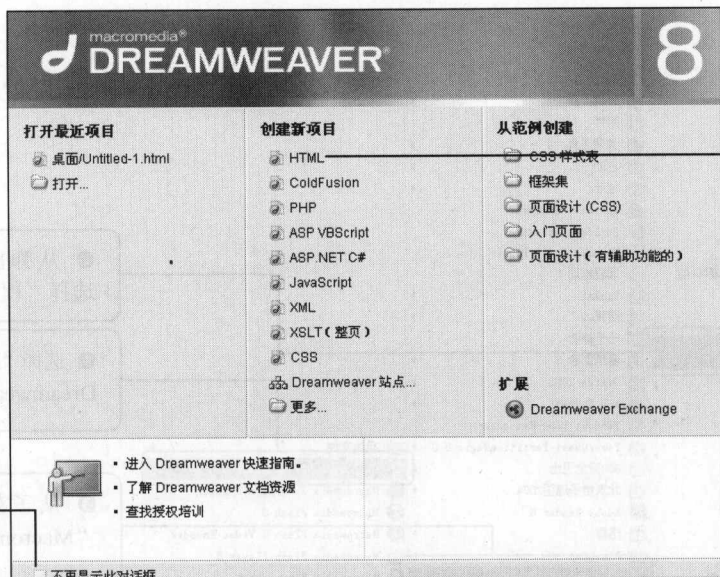 macromedia®
DREAMWEAVER®
8
打开最近项目
桌面/Untitled-1.html
打开...
创建新项目
HTML
ColdFusion
PHP
ASP VBScript
ASP.NET C#
JavaScript
XML
XSLT（整页）
CSS
Dreamweaver 站点...
更多...
从范例创建
CSS 样式表
框架集
页面设计 (CSS)
入门页面
页面设计（有辅助功能的）
扩展
Dreamweaver Exchange
进入 Dreamweaver 快速指南。
了解 Dreamweaver 文档资源
查找授权培训
不再显示此对话框